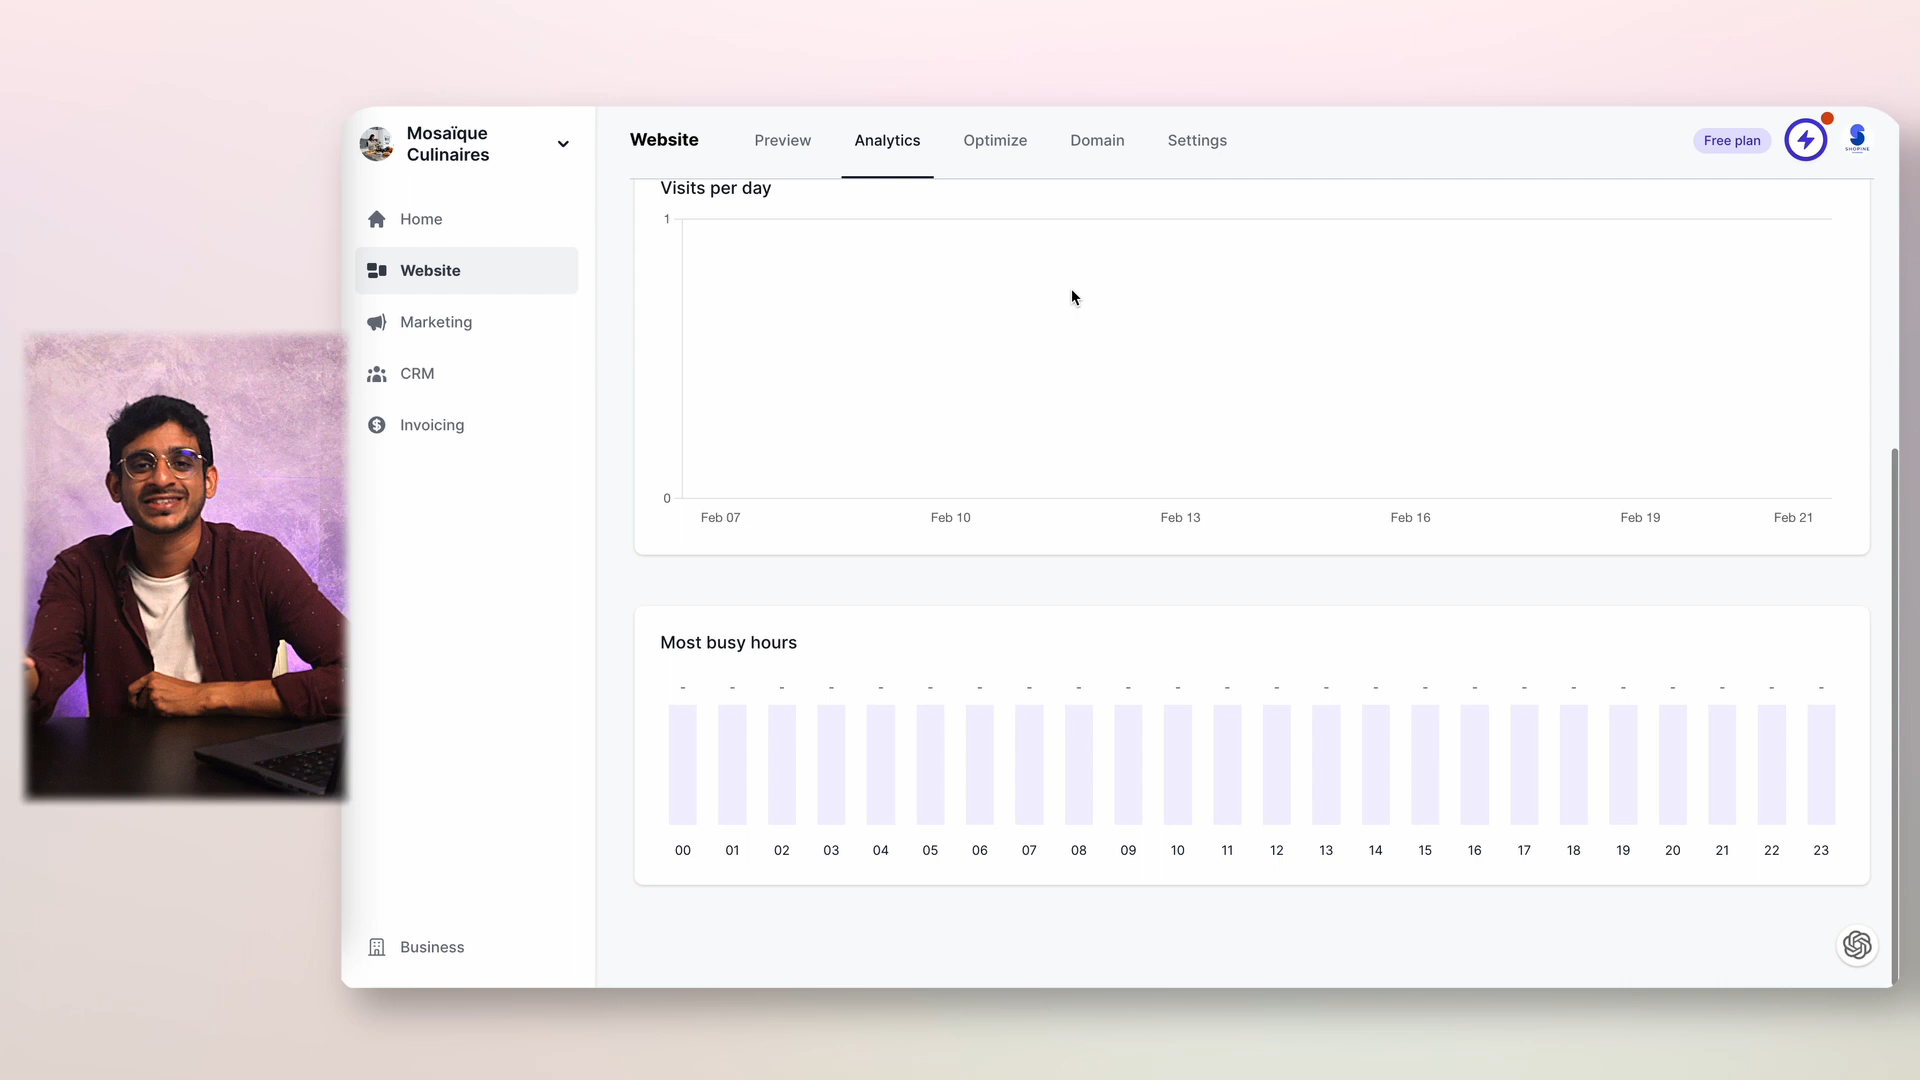 Mosaïque
Culinaires
Home
Website
Marketing
CRM
Invoicing
Business
Website Preview Analytics Optimize Domain Settings
Free plan
SHOPINE
Visits per day
1
0
Feb 07 Feb 10 Feb 13 Feb 16 Feb 19 Feb 21
Most busy hours
- - - - - - - - - - - - - - - - - - - - - - - -
00 01 02 03 04 05 06 07 08 09 10 11 12 13 14 15 16 17 18 19 20 21 22 23